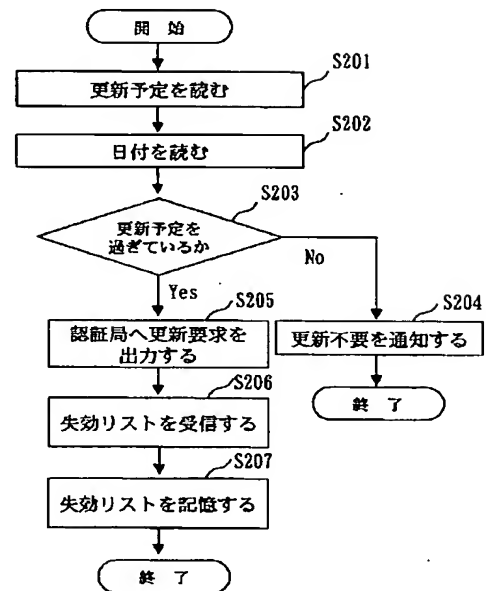 開 始
S201
更新予定を読む
S202
日付を読む
S203
更新予定を
過ぎているか
No
Yes
S204
更新不要を通知する
終 了
S205
認証局へ更新要求を
出力する
S206
失効リストを受信する
S207
失効リストを記憶する
終 了